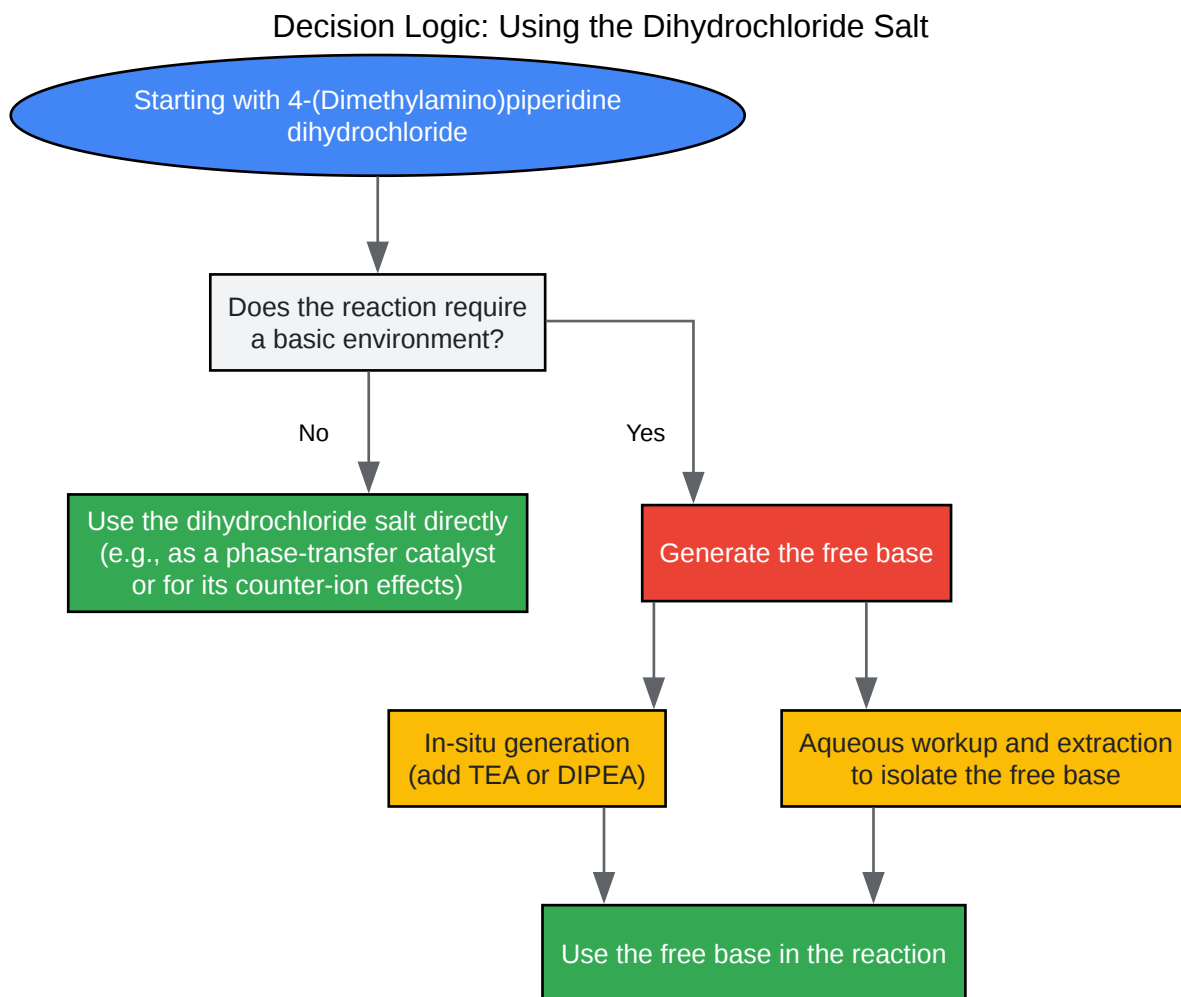 Decision Logic: Using the Dihydrochloride Salt
Starting with 4-(Dimethylamino)piperidine
dihydrochloride
Does the reaction require
a basic environment?
No
Yes
Use the dihydrochloride salt directly
(e.g., as a phase-transfer catalyst
or for its counter-ion effects)
Generate the free base
In-situ generation
(add TEA or DIPEA)
Aqueous workup and extraction
to isolate the free base
Use the free base in the reaction